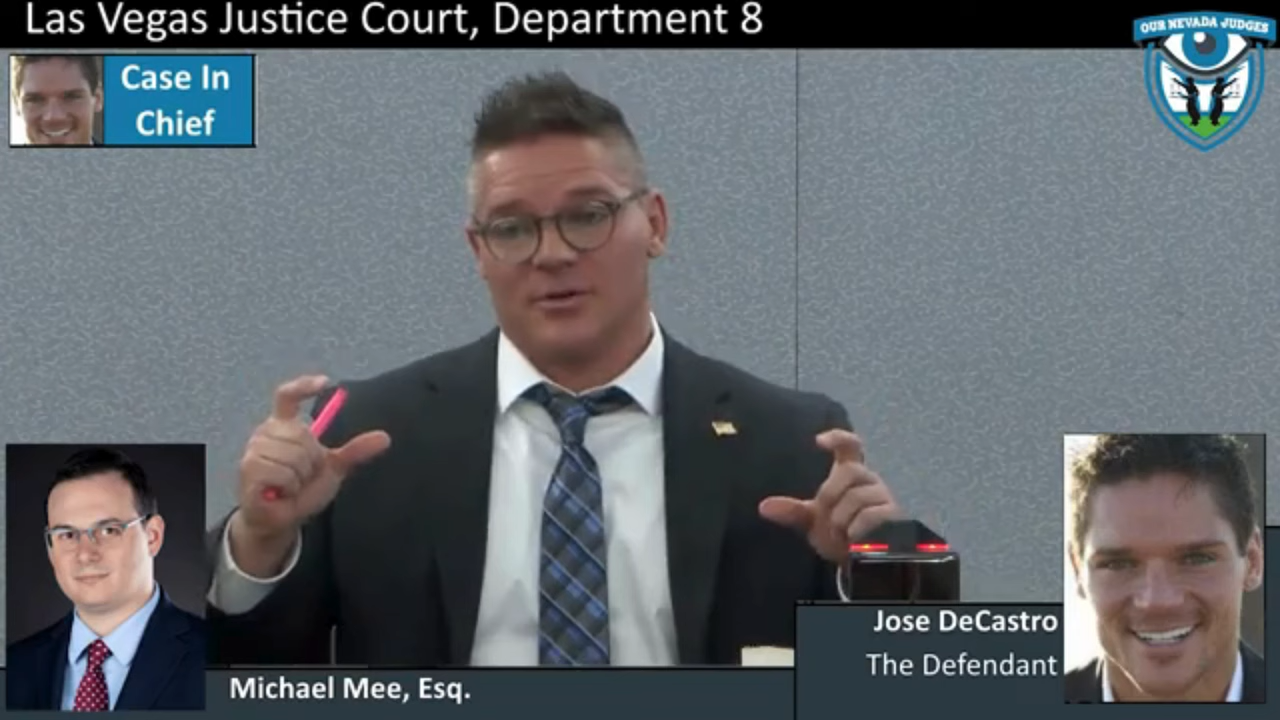 Las Vegas Justice Court, Department 8
OUR NEVADA JUDGES
Case In
Chief
Jose DeCastro
The Defendant
Michael Mee, Esq.